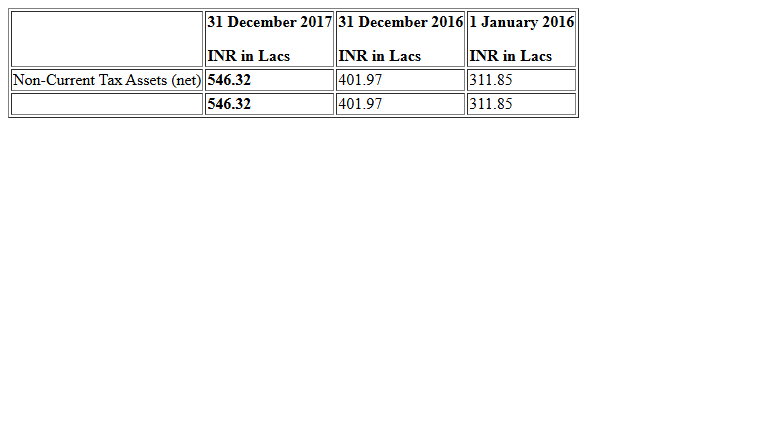 31 December 2017 31 December 2016 1 January 2016
INR in Lacs INR in Lacs INR in Lacs
Non-Current Tax Assets (net) 546.32 401.97 311.85
546.32 401.97 311.85